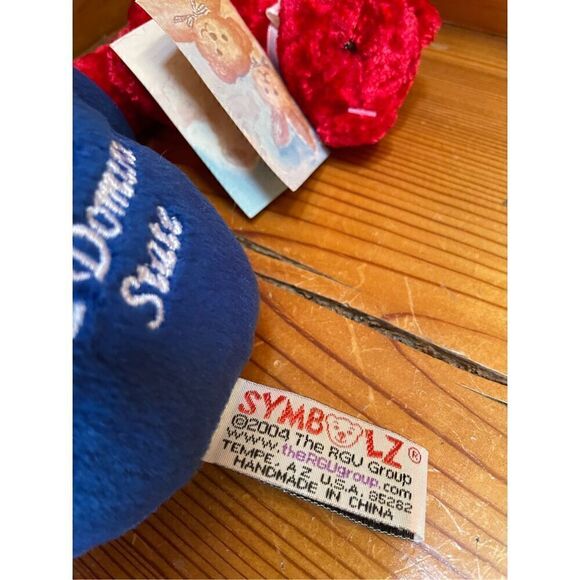 Domin
State
SYMBOLZ®
©2004 The RGU Group
www.theRGUgroup.com
TEMPE, AZ U.S.A. 85282
HANDMADE IN CHINA